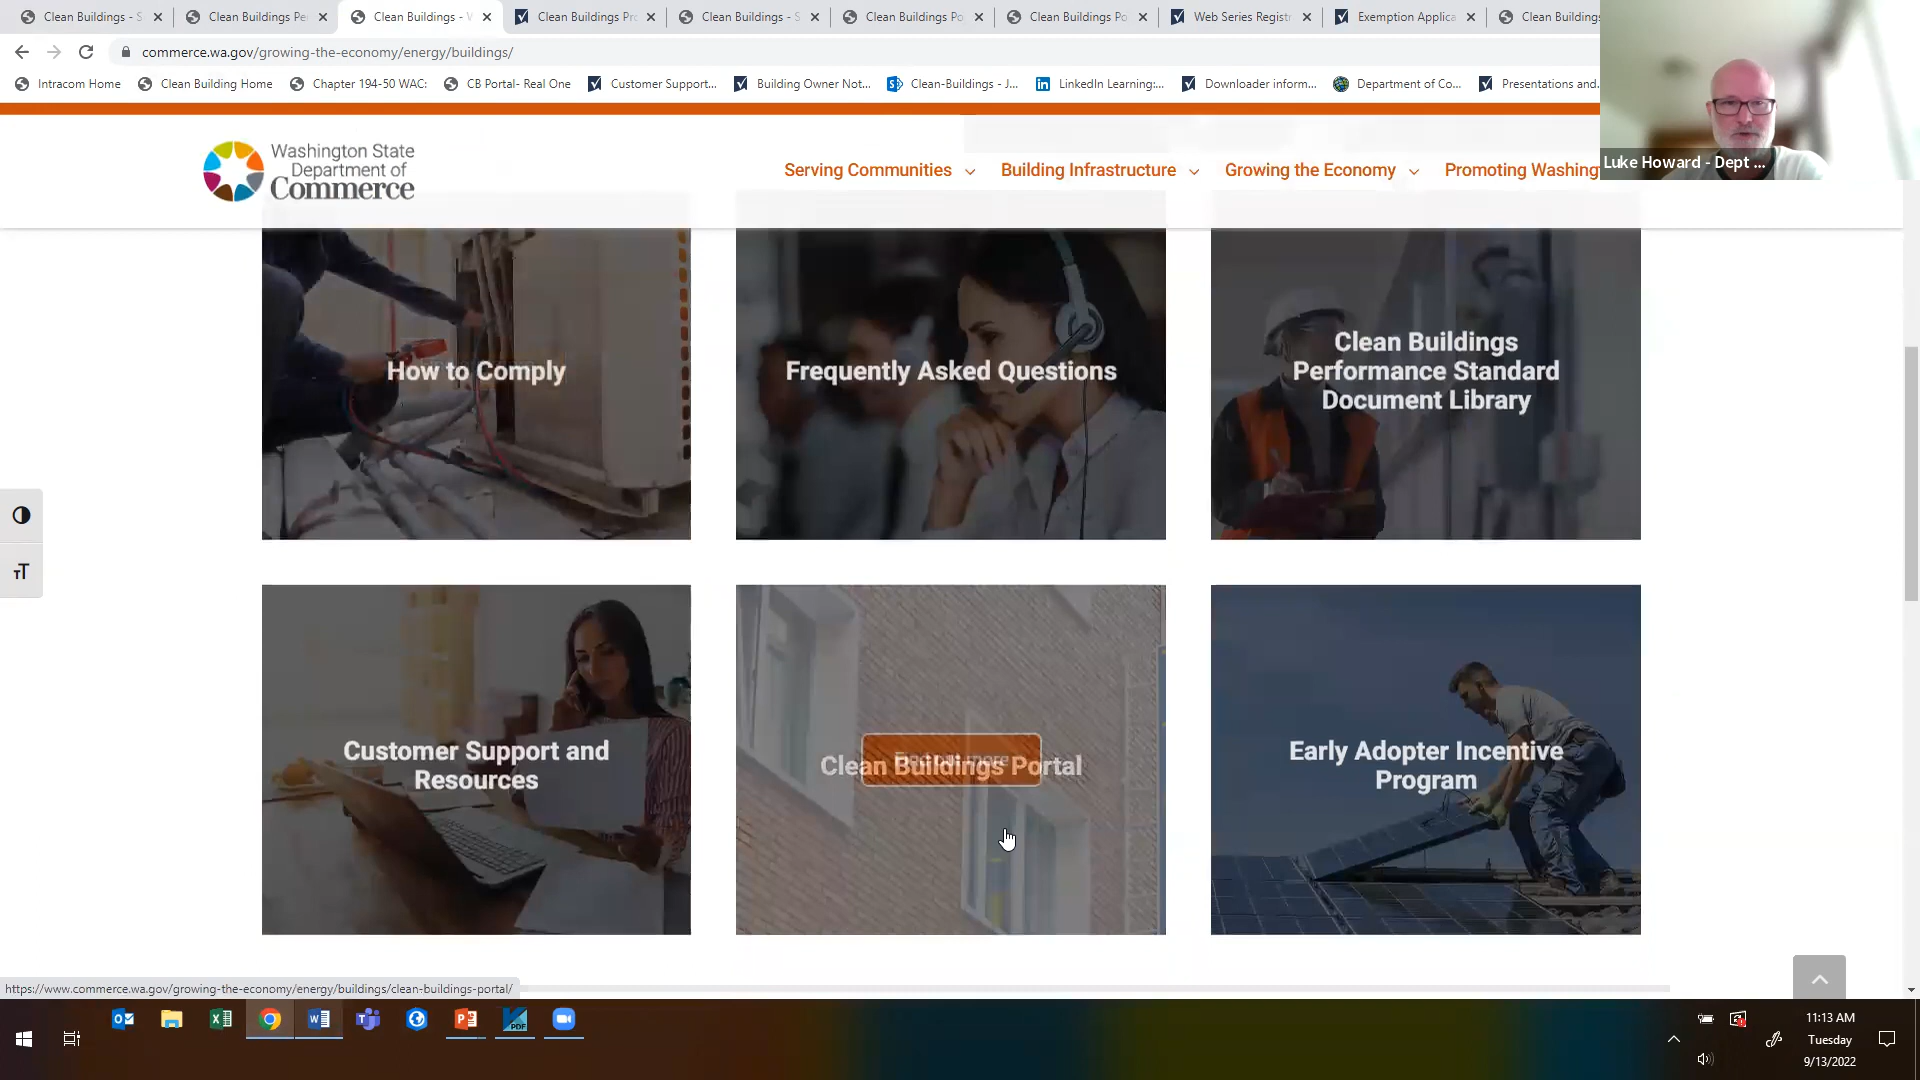 Clean Buildings - S
Clean Buildings Pe
Clean Buildings - W
Clean Buildings Pr
Clean Buildings - S
Clean Buildings Po
Clean Buildings Po
Web Series Registr
Exemption Applica
Clean Buildings
commerce.wa.gov/growing-the-economy/energy/buildings/
Intracom Home
Clean Building Home
Chapter 194-50 WAC:
CB Portal- Real One
Customer Support...
Building Owner Not...
Clean-Buildings - J...
LinkedIn Learning:...
Downloader inform...
Department of Co...
Presentations and.
Luke Howard - Dept ...
Washington State
Department of
Commerce
Serving Communities
Building Infrastructure
Growing the Economy
Promoting Washing
How to Comply
Frequently Asked Questions
Clean Buildings
Performance Standard
Document Library
Customer Support and
Resources
Clean Buildings Portal
Find out more
Early Adopter Incentive
Program
https://www.commerce.wa.gov/growing-the-economy/energy/buildings/clean-buildings-portal/
11:13 AM
Tuesday
9/13/2022